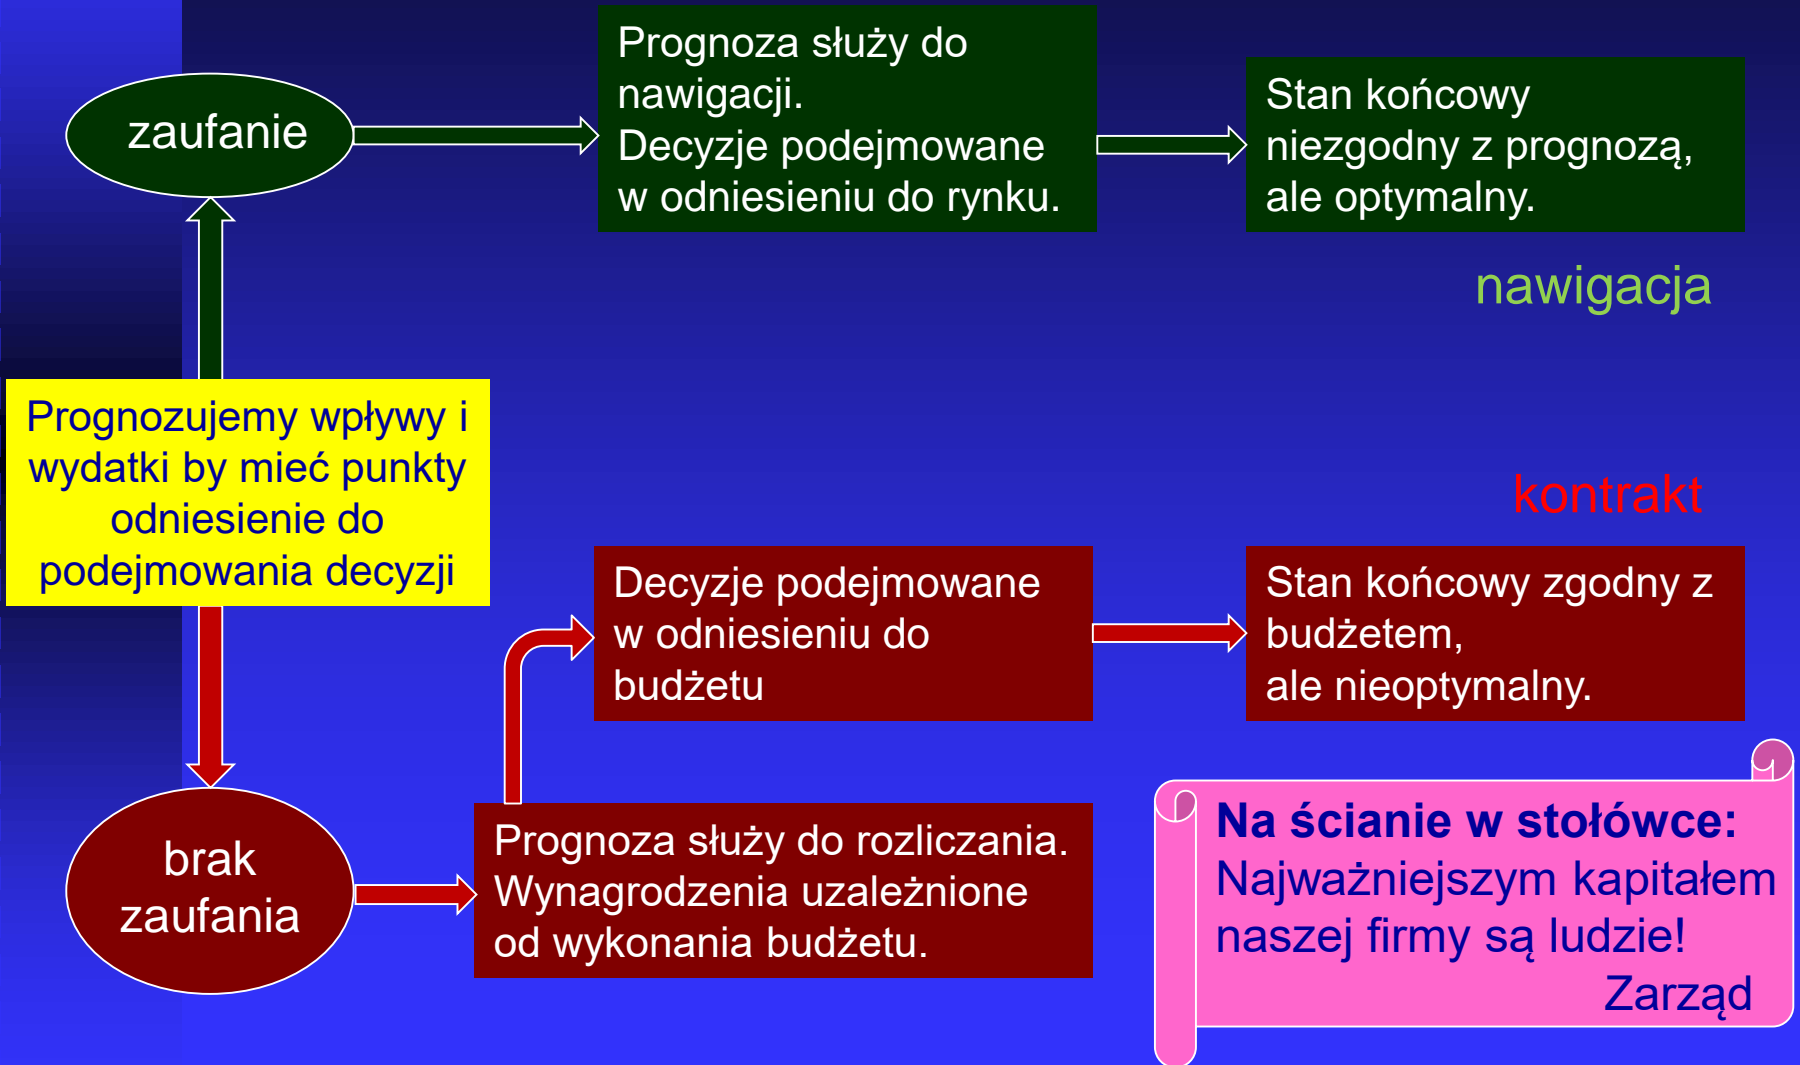 zaufanie
Prognoza służy do
nawigacji.
Decyzje podejmowane
w odniesieniu do rynku.
Stan końcowy
niezgodny z prognozą,
ale optymalny.
nawigacja
Prognozujemy wpływy i
wydatki by mieć punkty
odniesienie do
podejmowania decyzji
kontrakt
Decyzje podejmowane
w odniesieniu do
budżetu
Stan końcowy zgodny z
budżetem,
ale nieoptymalny.
brak
zaufania
Prognoza służy do rozliczania.
Wynagrodzenia uzależnione
od wykonania budżetu.
Na ścianie w stołówce:
Najważniejszym kapitałem
naszej firmy są ludzie!
Zarząd